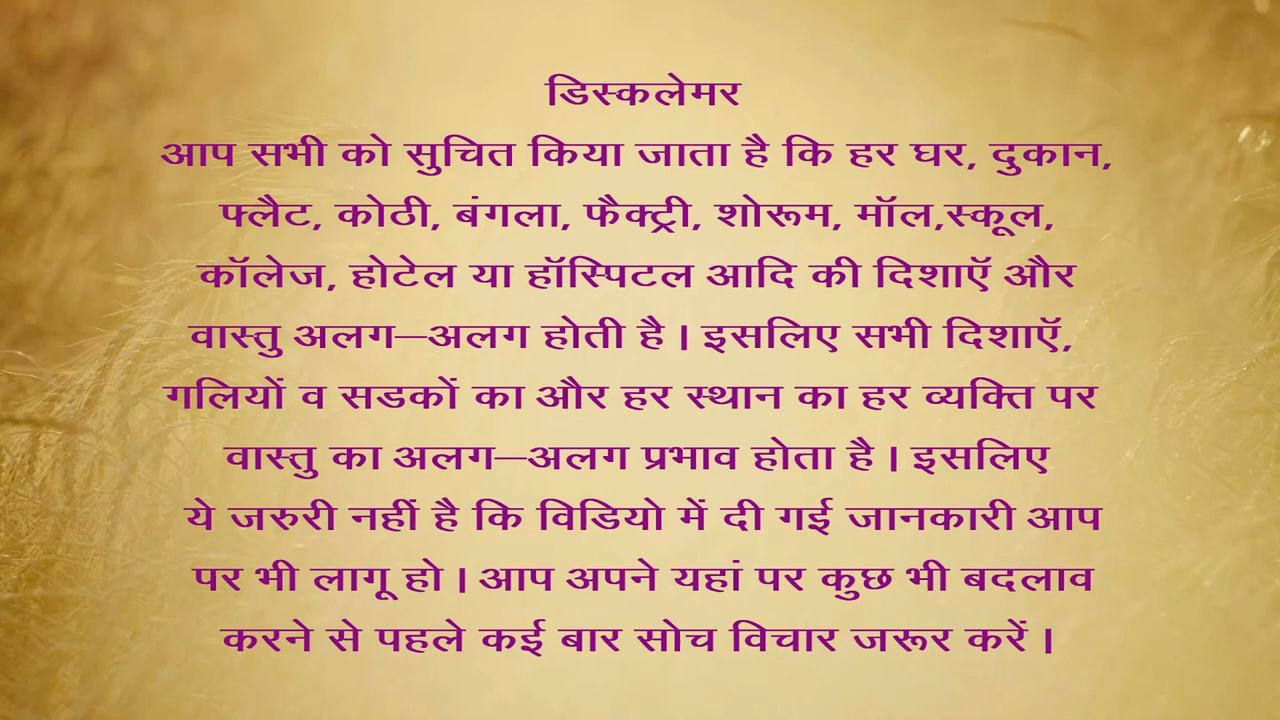 डिस्कलेमर
आप सभी को सुचित किया जाता है कि हर घर, दुकान,
फ्लैट, कोठी, बंगला, फैक्ट्री, शोरूम, मॉल,स्कूल,
कॉलेज, होटेल या हॉस्पिटल आदि की दिशाऍ और
वास्तु अलग–अलग होती है । इसलिए सभी दिशाऍ,
गलियों व सडकों का और हर स्थान का हर व्यक्ति पर
वास्तु का अलग–अलग प्रभाव होता है । इसलिए
ये जरुरी नहीं है कि विडियो में दी गई जानकारी आप
पर भी लागू हो । आप अपने यहां पर कुछ भी बदलाव
करने से पहले कई बार सोच विचार जरूर करें ।